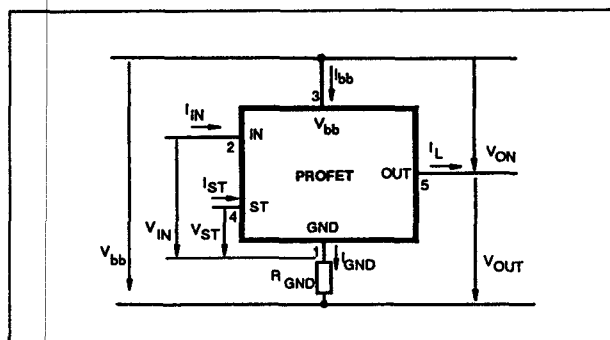 I_bb
3
I_IN
V_bb
IN
2
I_L
V_ON
PROFET
OUT
5
I_ST
ST
4
V_IN
V_ST
GND
V_bb
1
I_GND
V_OUT
R_GND